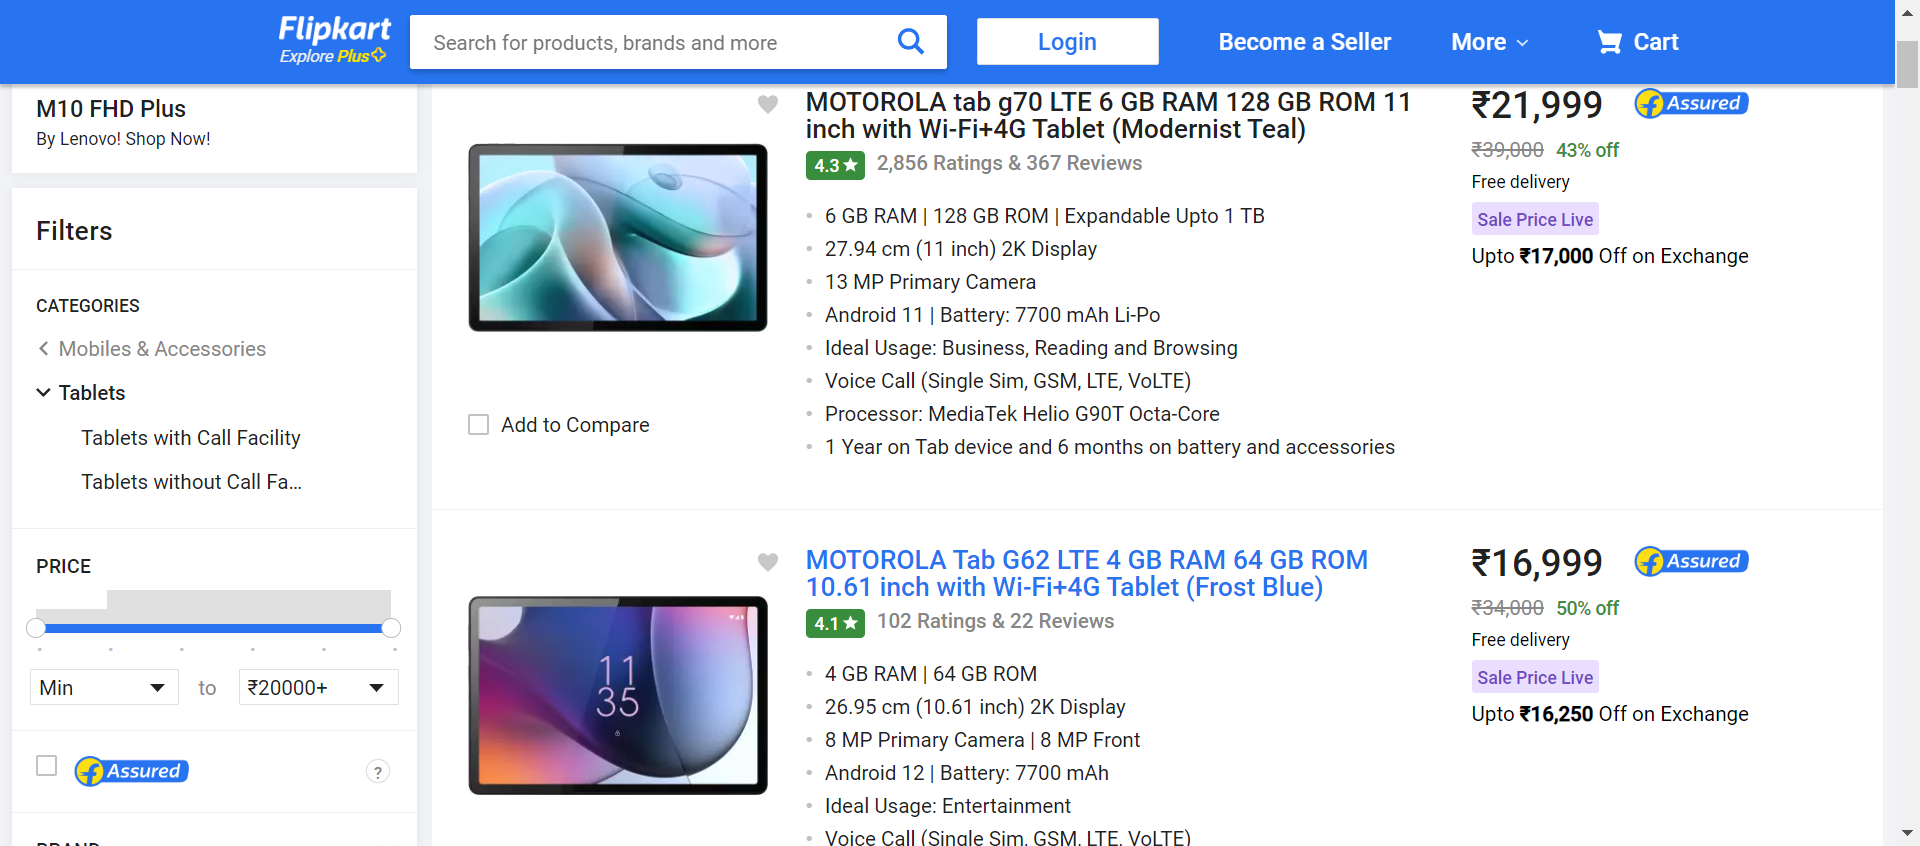 Flipkart
Explore Plus
Search for products, brands and more
Login
Become a Seller
More
Cart
M10 FHD Plus
By Lenovo! Shop Now!
Filters
CATEGORIES
Mobiles & Accessories
Tablets
Tablets with Call Facility
Tablets without Call Fa...
PRICE
Min
to
₹20000+
Assured
?
BRAND
MOTOROLA tab g70 LTE 6 GB RAM 128 GB ROM 11
inch with Wi-Fi+4G Tablet (Modernist Teal)
4.3 ★ 2,856 Ratings & 367 Reviews
6 GB RAM | 128 GB ROM | Expandable Upto 1 TB
27.94 cm (11 inch) 2K Display
13 MP Primary Camera
Android 11 | Battery: 7700 mAh Li-Po
Ideal Usage: Business, Reading and Browsing
Voice Call (Single Sim, GSM, LTE, VoLTE)
Processor: MediaTek Helio G90T Octa-Core
1 Year on Tab device and 6 months on battery and accessories
Add to Compare
₹21,999
Assured
₹39,000 43% off
Free delivery
Sale Price Live
Upto ₹17,000 Off on Exchange
11
35
MOTOROLA Tab G62 LTE 4 GB RAM 64 GB ROM
10.61 inch with Wi-Fi+4G Tablet (Frost Blue)
4.1 ★ 102 Ratings & 22 Reviews
4 GB RAM | 64 GB ROM
26.95 cm (10.61 inch) 2K Display
8 MP Primary Camera | 8 MP Front
Android 12 | Battery: 7700 mAh
Ideal Usage: Entertainment
Voice Call (Single Sim, GSM, LTE, VoLTE)
₹16,999
Assured
₹34,000 50% off
Free delivery
Sale Price Live
Upto ₹16,250 Off on Exchange